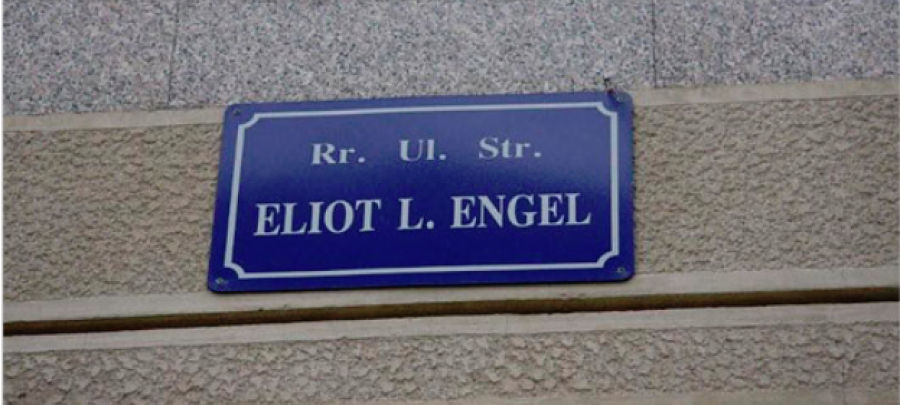 Rr. Ul. Str.
ELIOT L. ENGEL